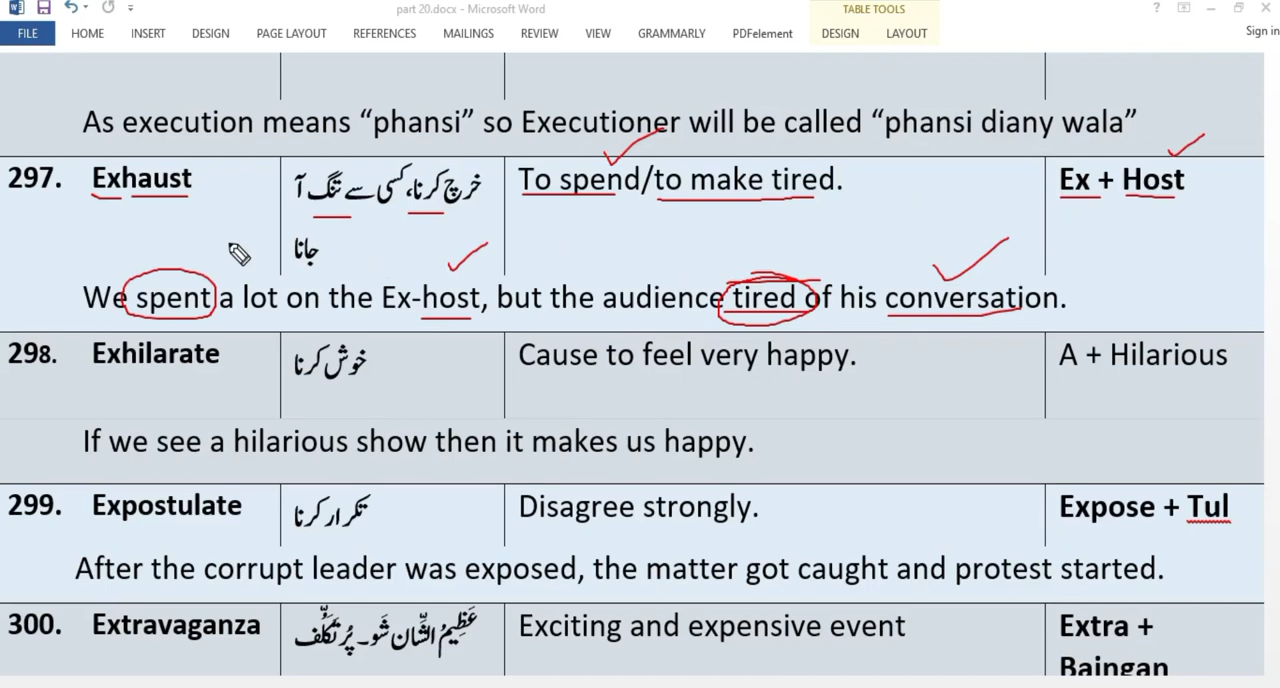 part 20.docx - Microsoft Word
TABLE TOOLS
FILE HOME INSERT DESIGN PAGE LAYOUT REFERENCES MAILINGS REVIEW VIEW GRAMMARLY PDFelement DESIGN LAYOUT Sign in
As execution means “phansi” so Executioner will be called “phansi diany wala”
297. Exhaust خرچ کرنا، کسی سے تنگ آ To spend/to make tired. Ex + Host
جانا
We spent a lot on the Ex-host, but the audience tired of his conversation.
298. Exhilarate خوش کرنا Cause to feel very happy. A + Hilarious
If we see a hilarious show then it makes us happy.
299. Expostulate تکرار کرنا Disagree strongly. Expose + Tul
After the corrupt leader was exposed, the matter got caught and protest started.
300. Extravaganza عَظِیمُ الشّان شَو۔ پُر تَکَلُّف Exciting and expensive event Extra +
Baingan